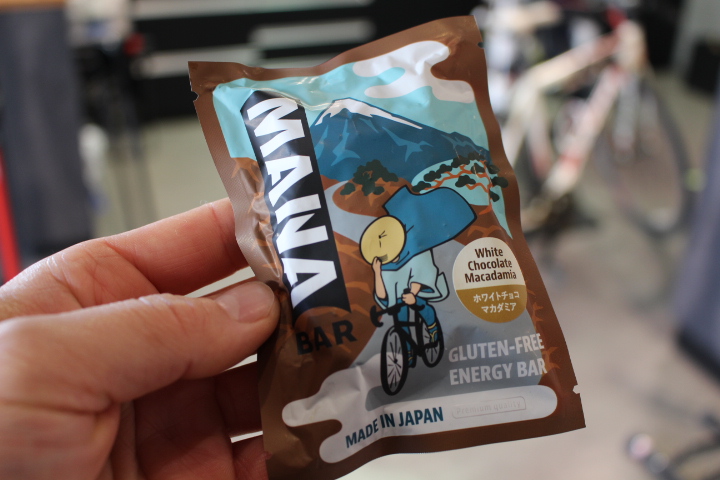 MANA
BAR
White
Chocolate
Macadamia
ホワイトチョコ
マカダミア
GLUTEN-FREE
ENERGY BAR
MADE IN JAPAN